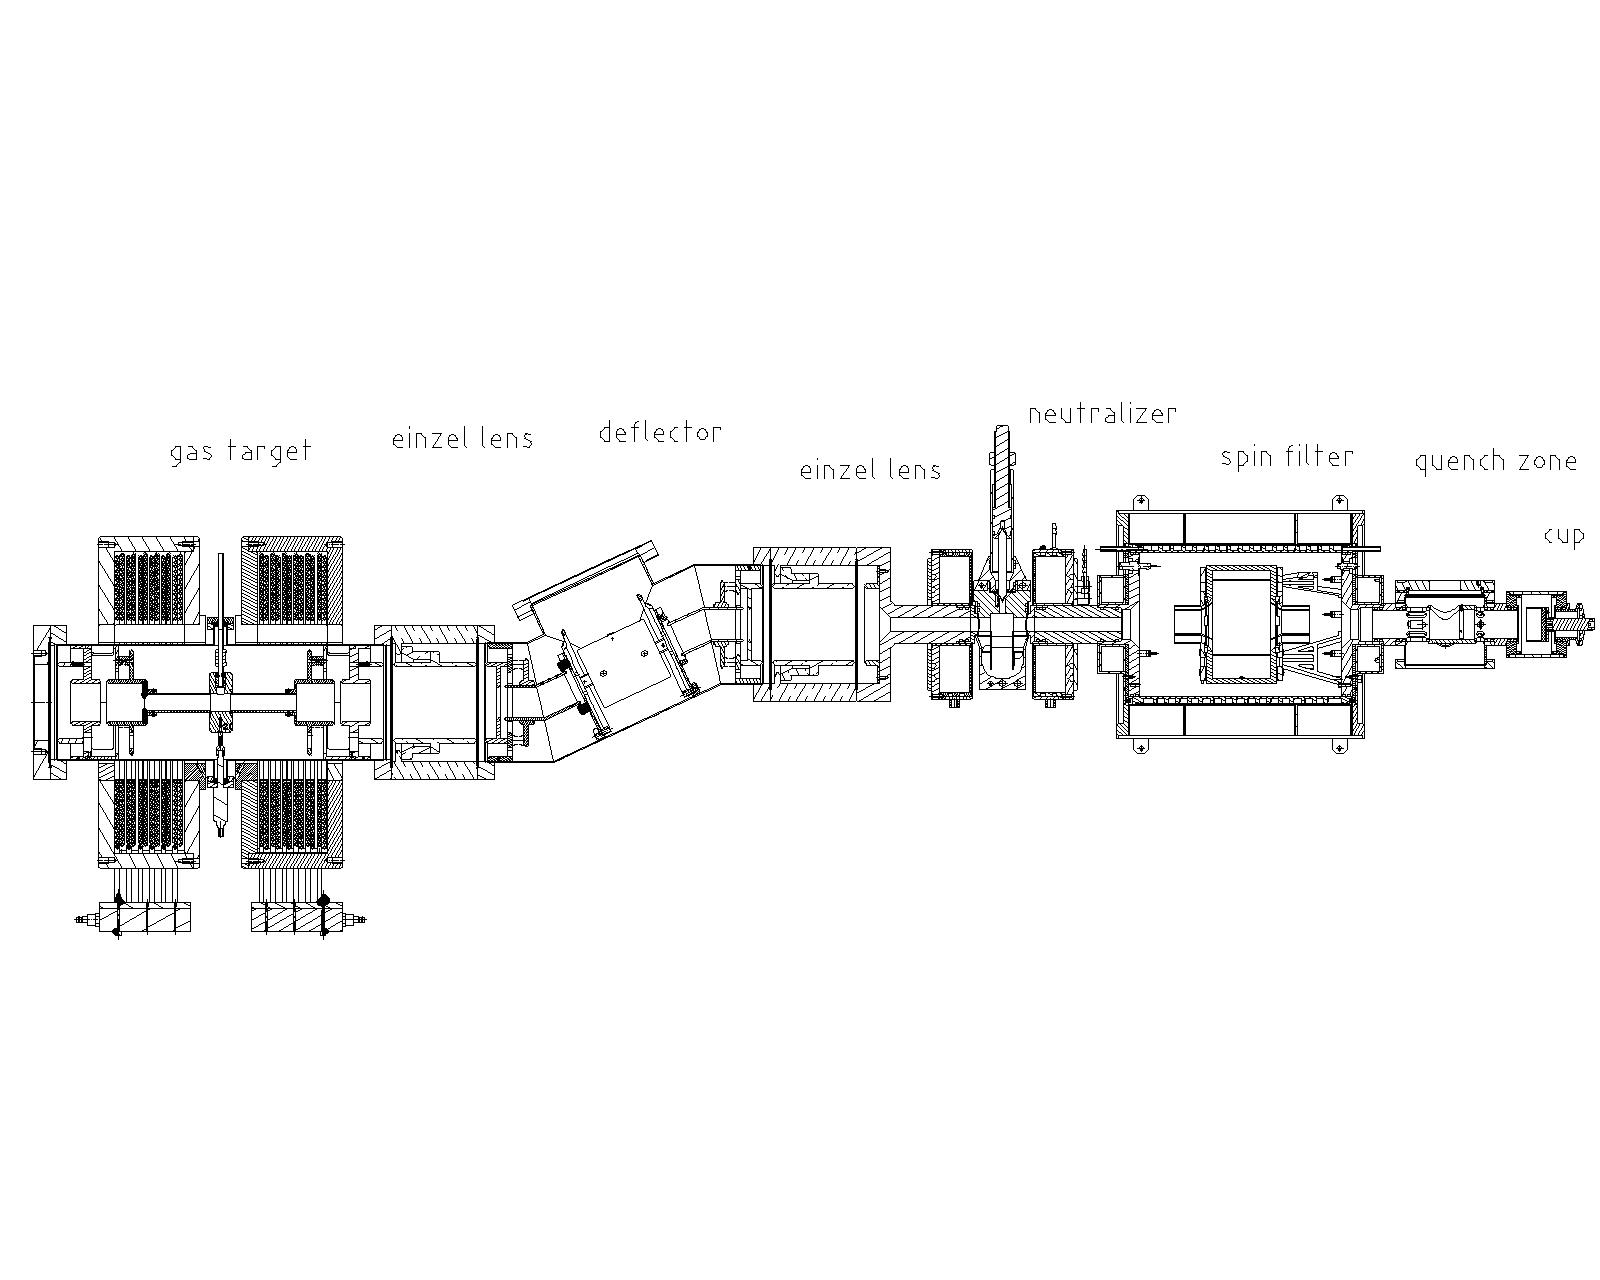 gas target
einzel lens
deflector
einzel lens
neutralizer
spin filter
quench zone
cup